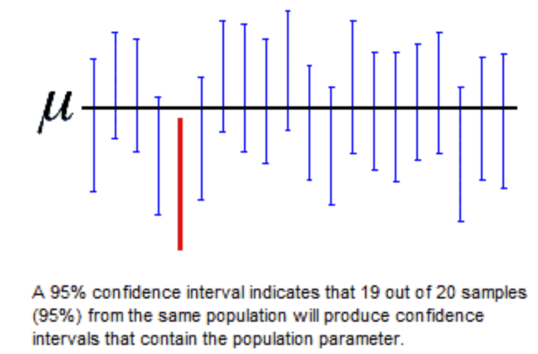 μ
A 95% confidence interval indicates that 19 out of 20 samples
(95%) from the same population will produce confidence
intervals that contain the population parameter.